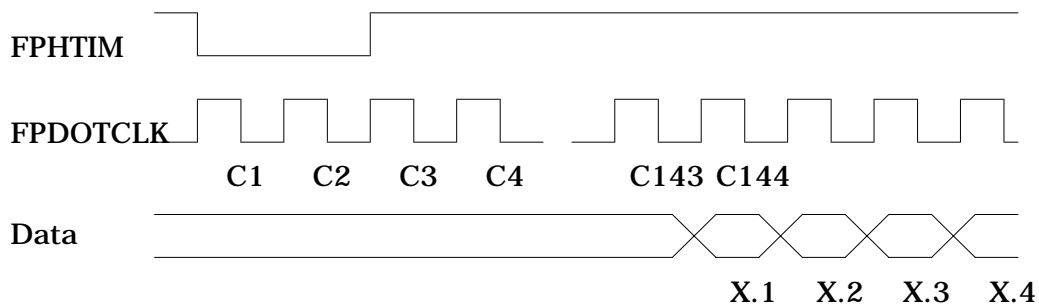 FPHTIM
FPDOTCLK
C1 C2 C3 C4 C143 C144
Data
X.1 X.2 X.3 X.4